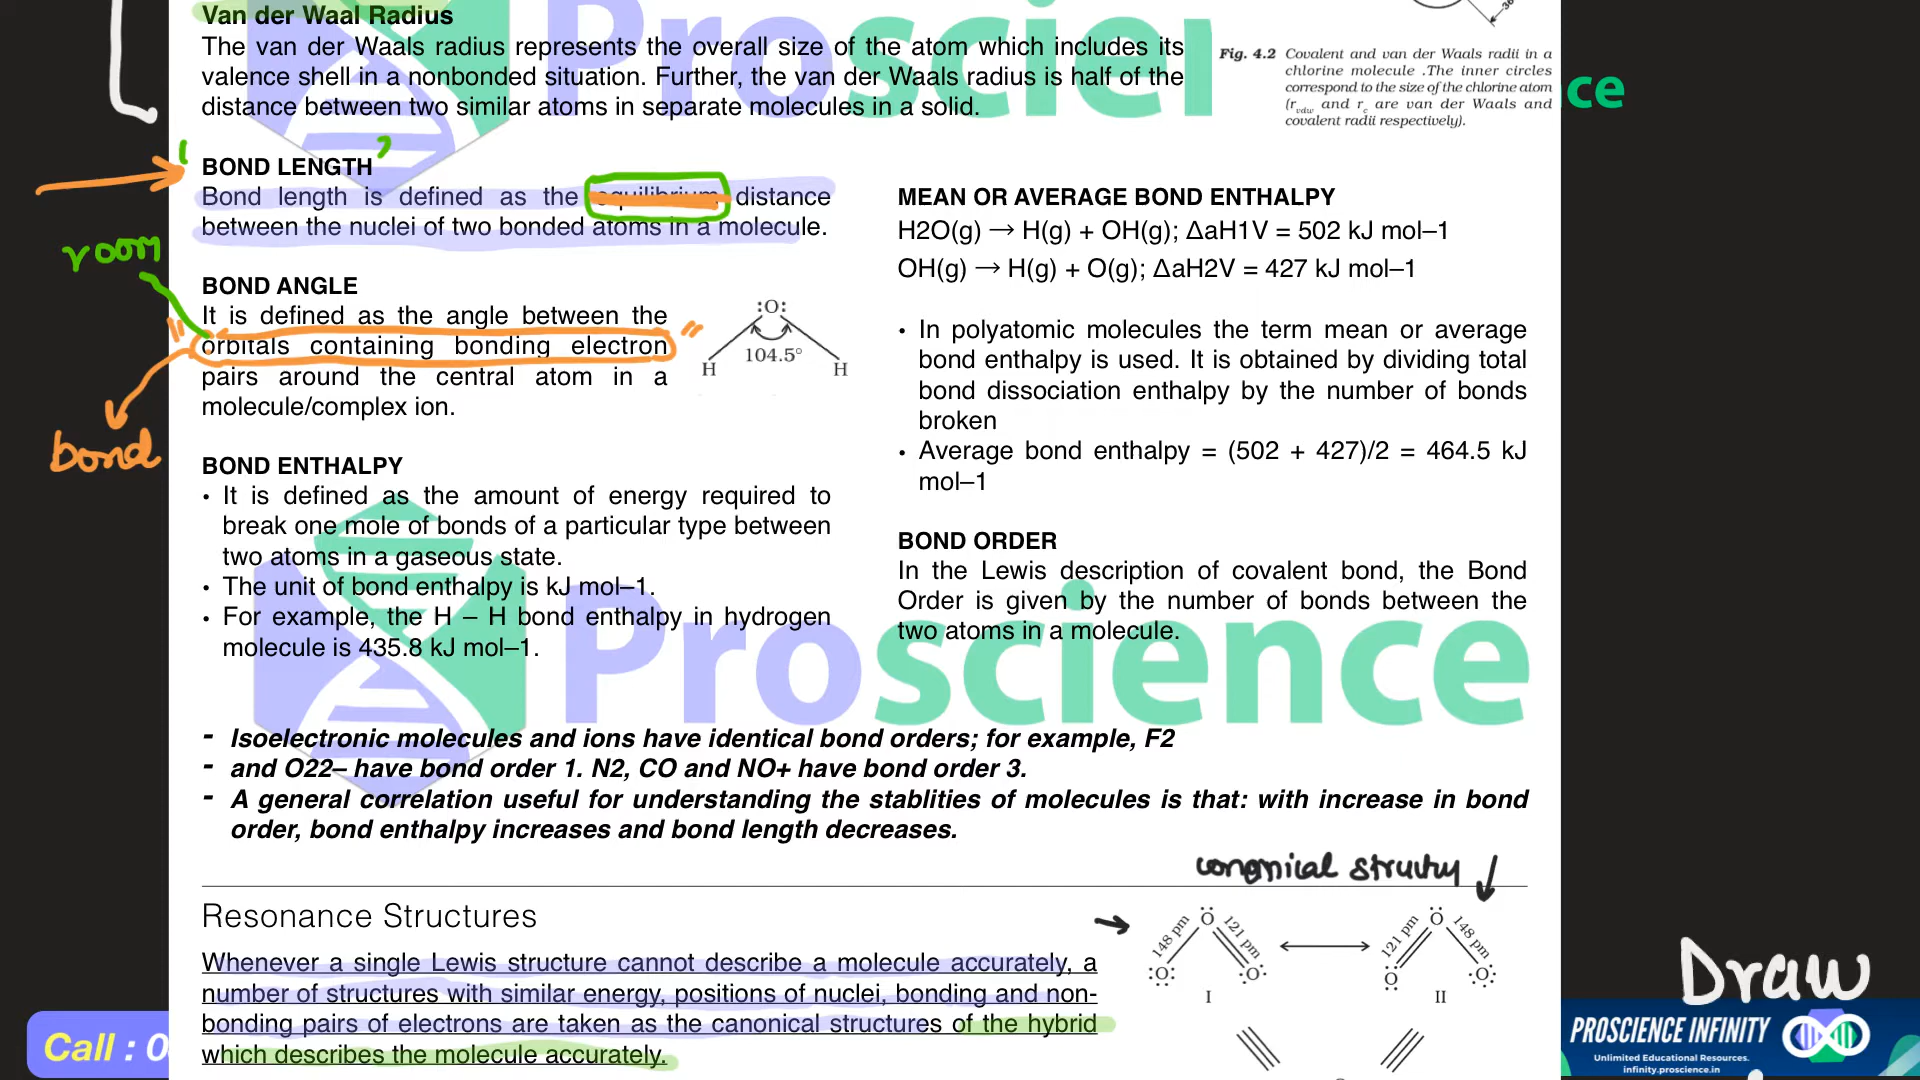 Van der Waal Radius
The van der Waals radius represents the overall size of the atom which includes its
valence shell in a nonbonded situation. Further, the van der Waals radius is half of the
distance between two similar atoms in separate molecules in a solid.
Fig. 4.2 Covalent and van der Waals radii in a
chlorine molecule .The inner circles
correspond to the size of the chlorine atom
(rvdw and rc are van der Waals and
covalent radii respectively).
BOND LENGTH
Bond length is defined as the equilibrium distance
between the nuclei of two bonded atoms in a molecule.
room
BOND ANGLE
It is defined as the angle between the
orbitals containing bonding electron
pairs around the central atom in a
molecule/complex ion.
bond
:O:
104.5°
H H
BOND ENTHALPY
• It is defined as the amount of energy required to
break one mole of bonds of a particular type between
two atoms in a gaseous state.
• The unit of bond enthalpy is kJ mol–1.
• For example, the H – H bond enthalpy in hydrogen
molecule is 435.8 kJ mol–1.
MEAN OR AVERAGE BOND ENTHALPY
H2O(g) → H(g) + OH(g); ΔaH1V = 502 kJ mol–1
OH(g) → H(g) + O(g); ΔaH2V = 427 kJ mol–1
• In polyatomic molecules the term mean or average
bond enthalpy is used. It is obtained by dividing total
bond dissociation enthalpy by the number of bonds
broken
• Average bond enthalpy = (502 + 427)/2 = 464.5 kJ
mol–1
BOND ORDER
In the Lewis description of covalent bond, the Bond
Order is given by the number of bonds between the
two atoms in a molecule.
Proscience
- Isoelectronic molecules and ions have identical bond orders; for example, F2
- and O22– have bond order 1. N2, CO and NO+ have bond order 3.
- A general correlation useful for understanding the stablities of molecules is that: with increase in bond
order, bond enthalpy increases and bond length decreases.
Resonance Structures
Whenever a single Lewis structure cannot describe a molecule accurately, a
number of structures with similar energy, positions of nuclei, bonding and non-
bonding pairs of electrons are taken as the canonical structures of the hybrid
which describes the molecule accurately.
148 pm O 121 pm
O O
I
121 pm O 148 pm
O O
II
Draw
Call : 0
PROSCIENCE INFINITY
Unlimited Educational Resources.
infinity.proscience.in